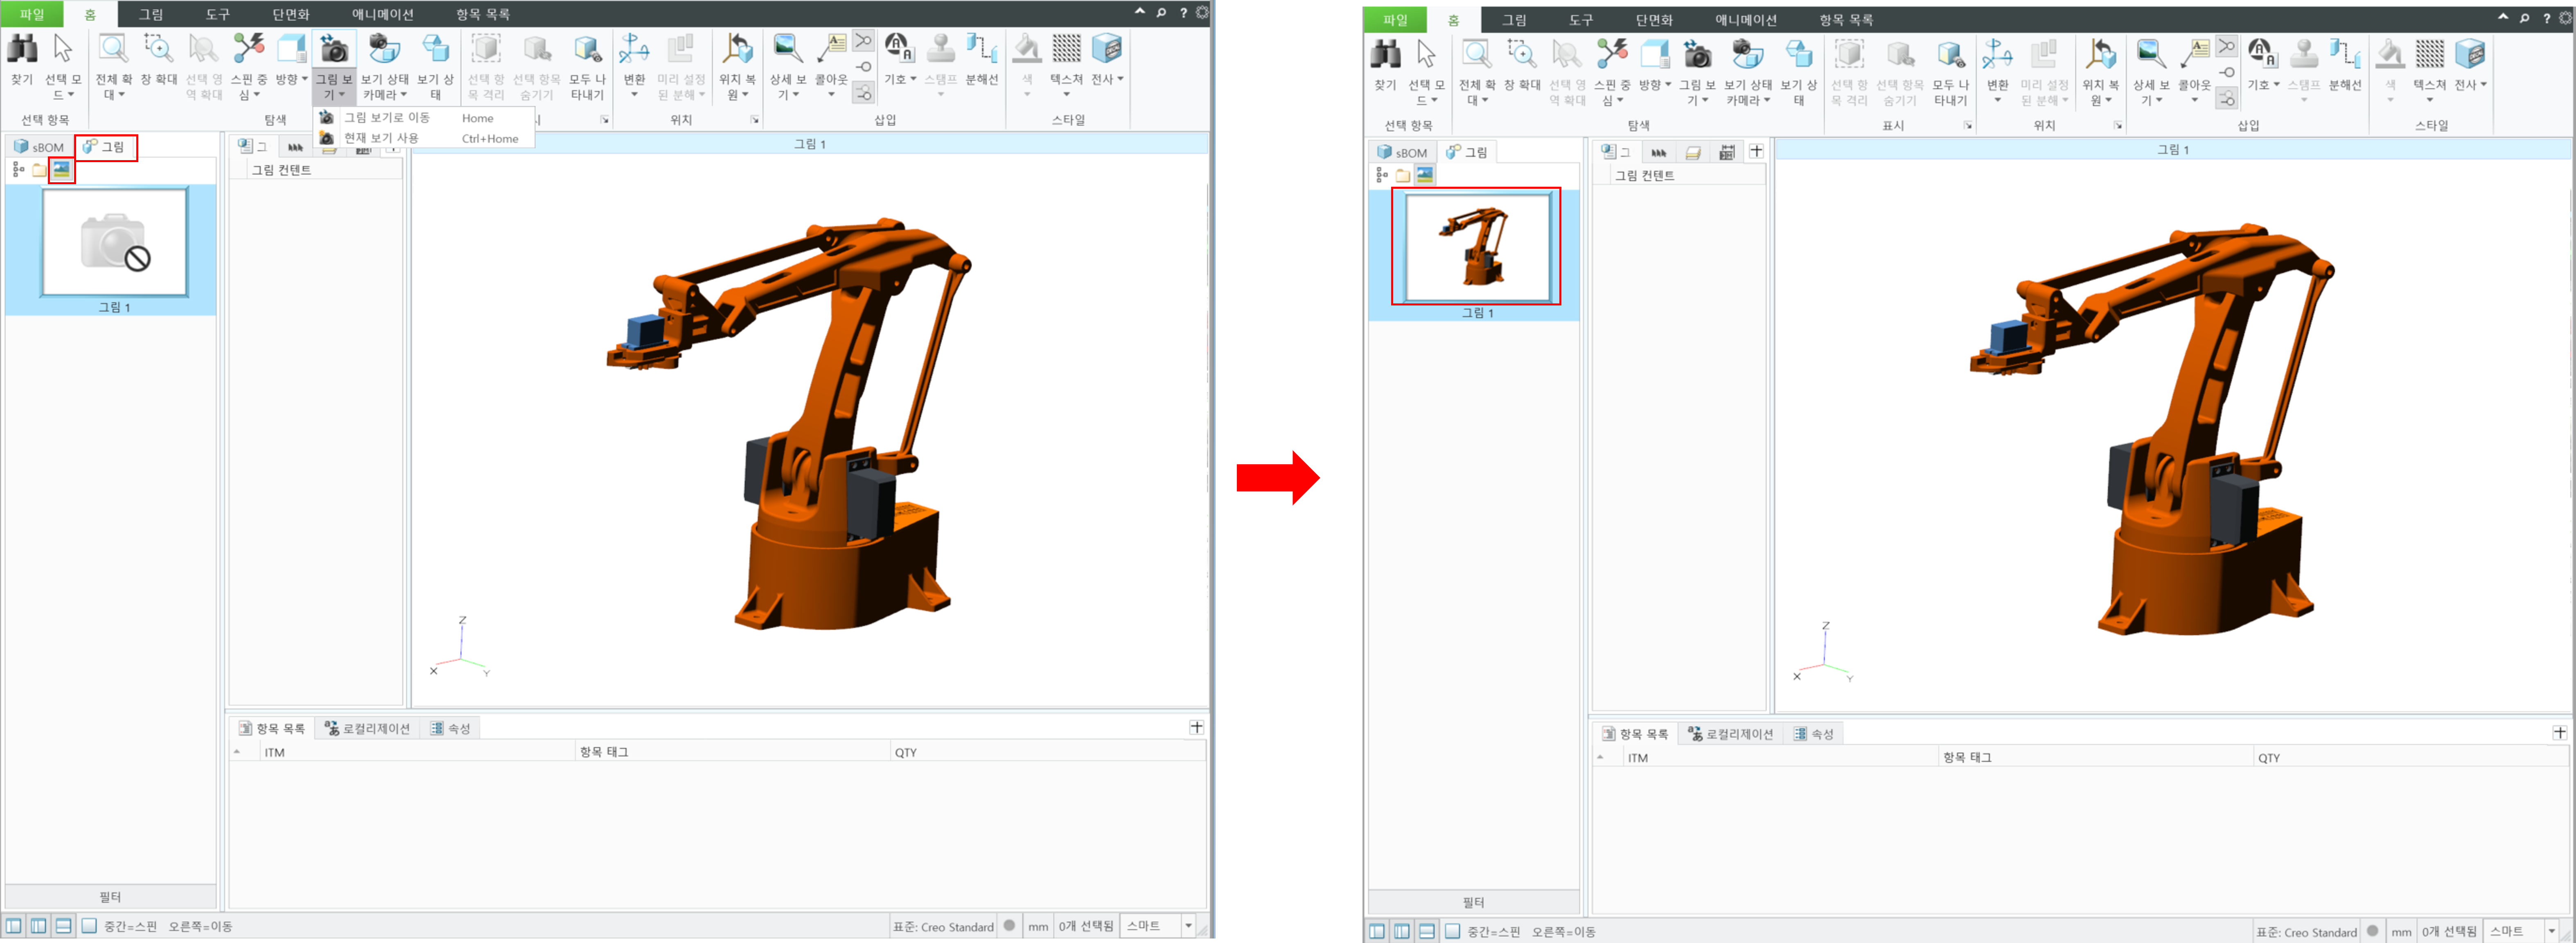 파일 홈 그림 도구 단면화 애니메이션 항목 목록
찾기 선택 모드 전체 확대 창 확대 선택 영역 확대 스핀 중심 방향 그림 보기 보기 상태 카메라 보기 상태 선택 항목 격리 선택 항목 숨기기 모두 나타내기 변환 미리 설정된 분해 위치 복원 상세 보기 콜아웃 기호 스탬프 분해선 색 텍스쳐 전사
그림 보기로 이동 Home
현재 보기 사용 Ctrl+Home
선택 항목 탐색 위치 삽입 스타일
sBOM 그림
그
그림 1
그림 컨텐트
그림 1
Z
X
Y
항목 목록 로컬리제이션 속성
ITM 항목 태그 QTY
필터
중간=스핀 오른쪽=이동
표준: Creo Standard mm 0개 선택됨 스마트
파일 홈 그림 도구 단면화 애니메이션 항목 목록
찾기 선택 모드 전체 확대 창 확대 선택 영역 확대 스핀 중심 방향 그림 보기 보기 상태 카메라 보기 상태 선택 항목 격리 선택 항목 숨기기 모두 나타내기 변환 미리 설정된 분해 위치 복원 상세 보기 콜아웃 기호 스탬프 분해선 색 텍스쳐 전사
선택 항목 탐색 표시 위치 삽입 스타일
sBOM 그림
그
그림 1
그림 컨텐트
그림 1
Z
X
Y
항목 목록 로컬리제이션 속성
ITM 항목 태그 QTY
필터
중간=스핀 오른쪽=이동
표준: Creo Standard mm 0개 선택됨 스마트